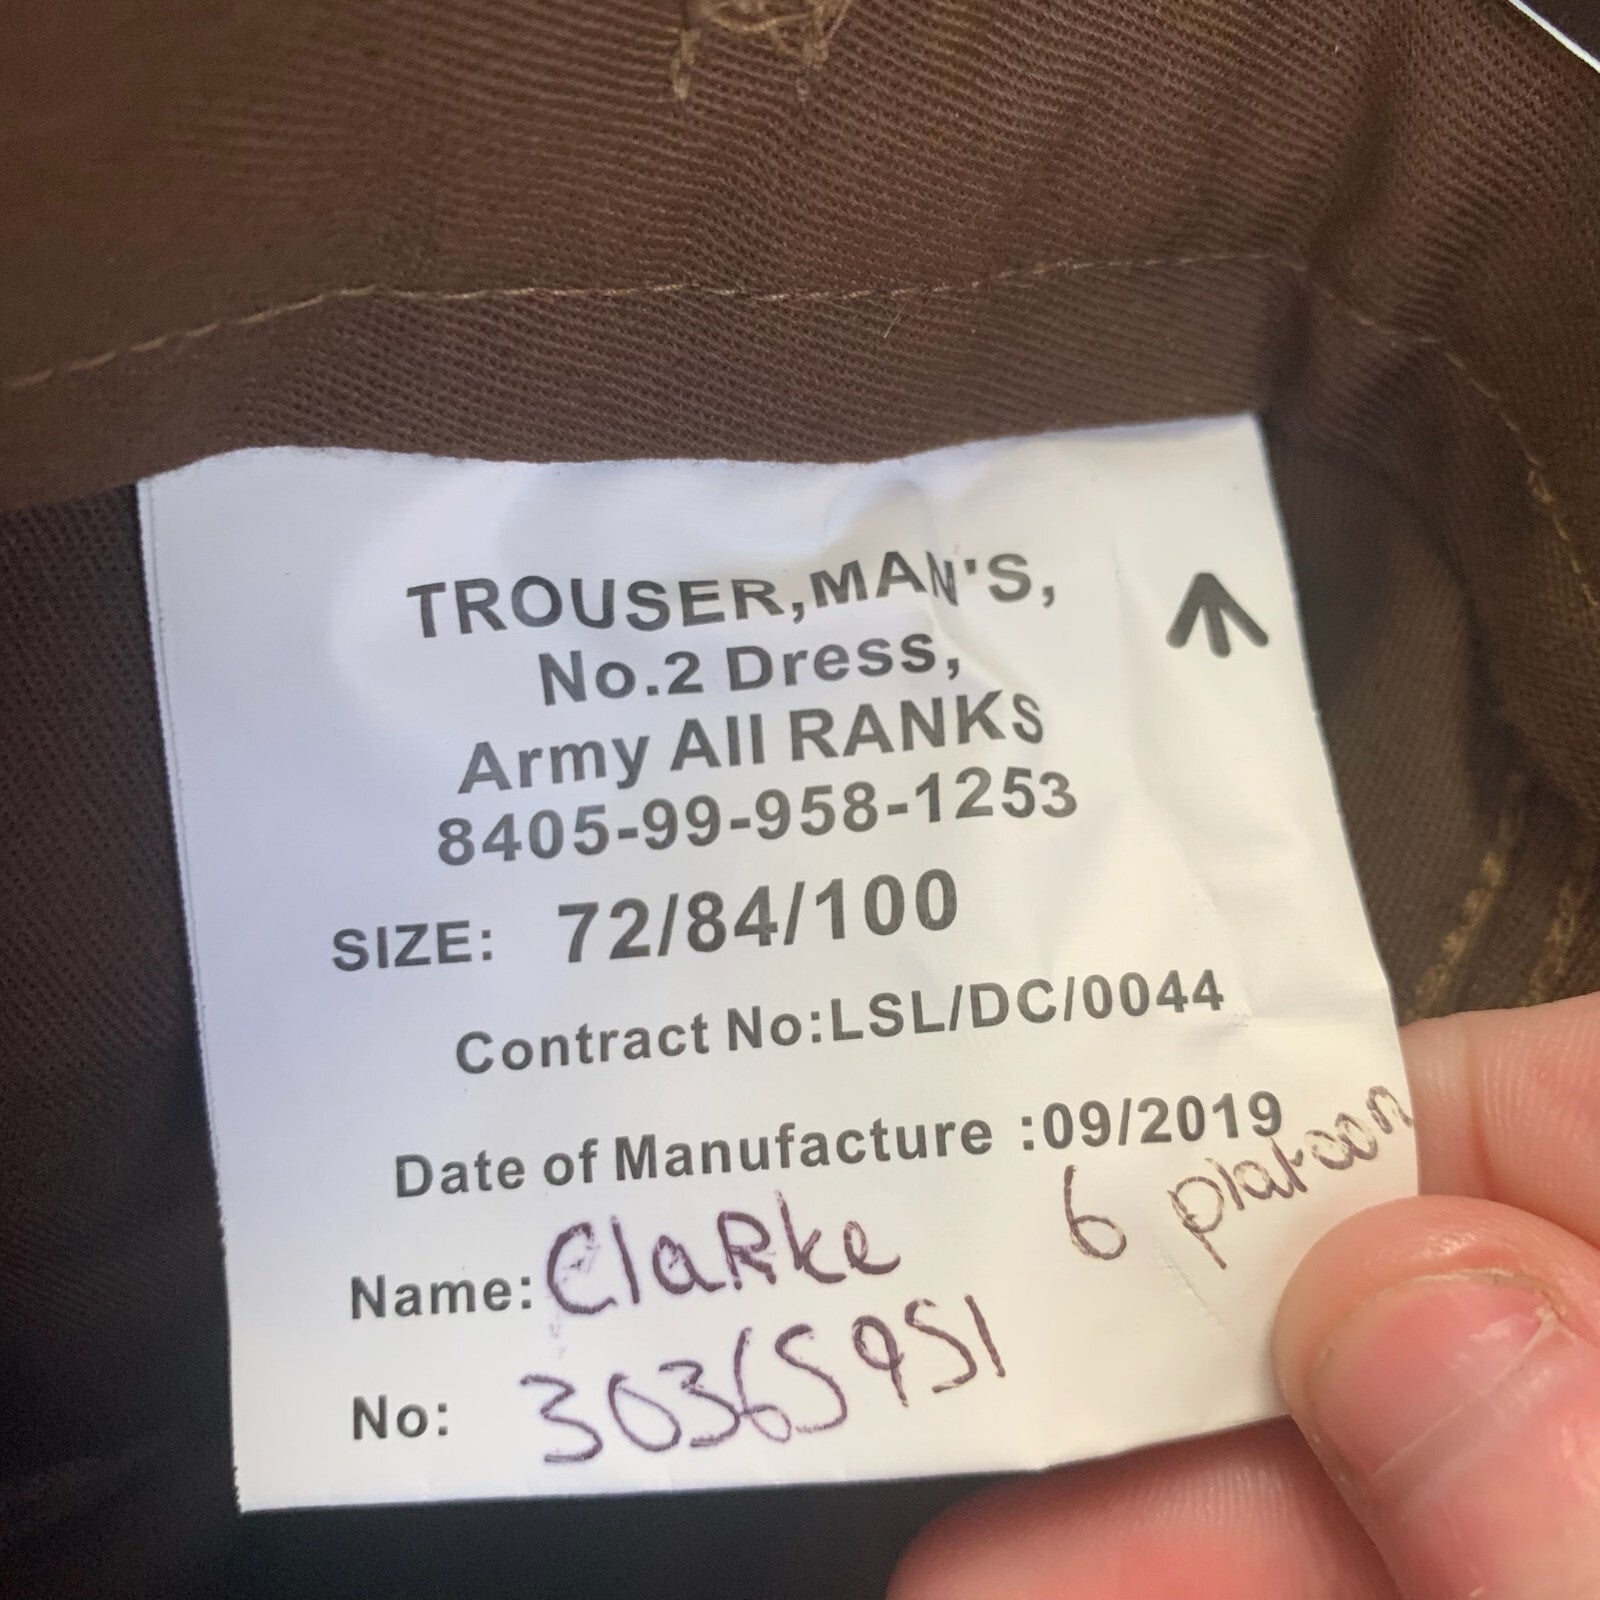 TROUSER,MAN'S,
No.2 Dress,
Army All RANKS
8405-99-958-1253
SIZE: 72/84/100
Contract No:LSL/DC/0044
Date of Manufacture :09/2019
Name: ClaRke 6 platoon
No: 30365951